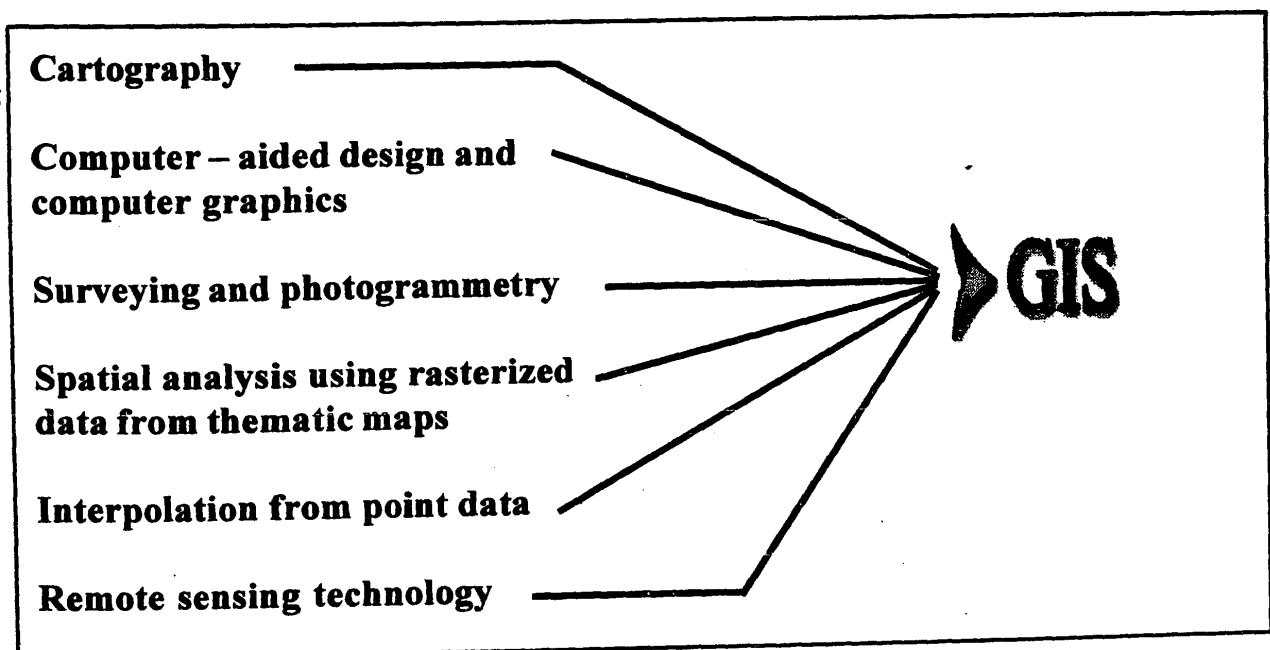 Cartography
Computer – aided design and
computer graphics
Surveying and photogrammetry
Spatial analysis using rasterized
data from thematic maps
Interpolation from point data
Remote sensing technology
GIS